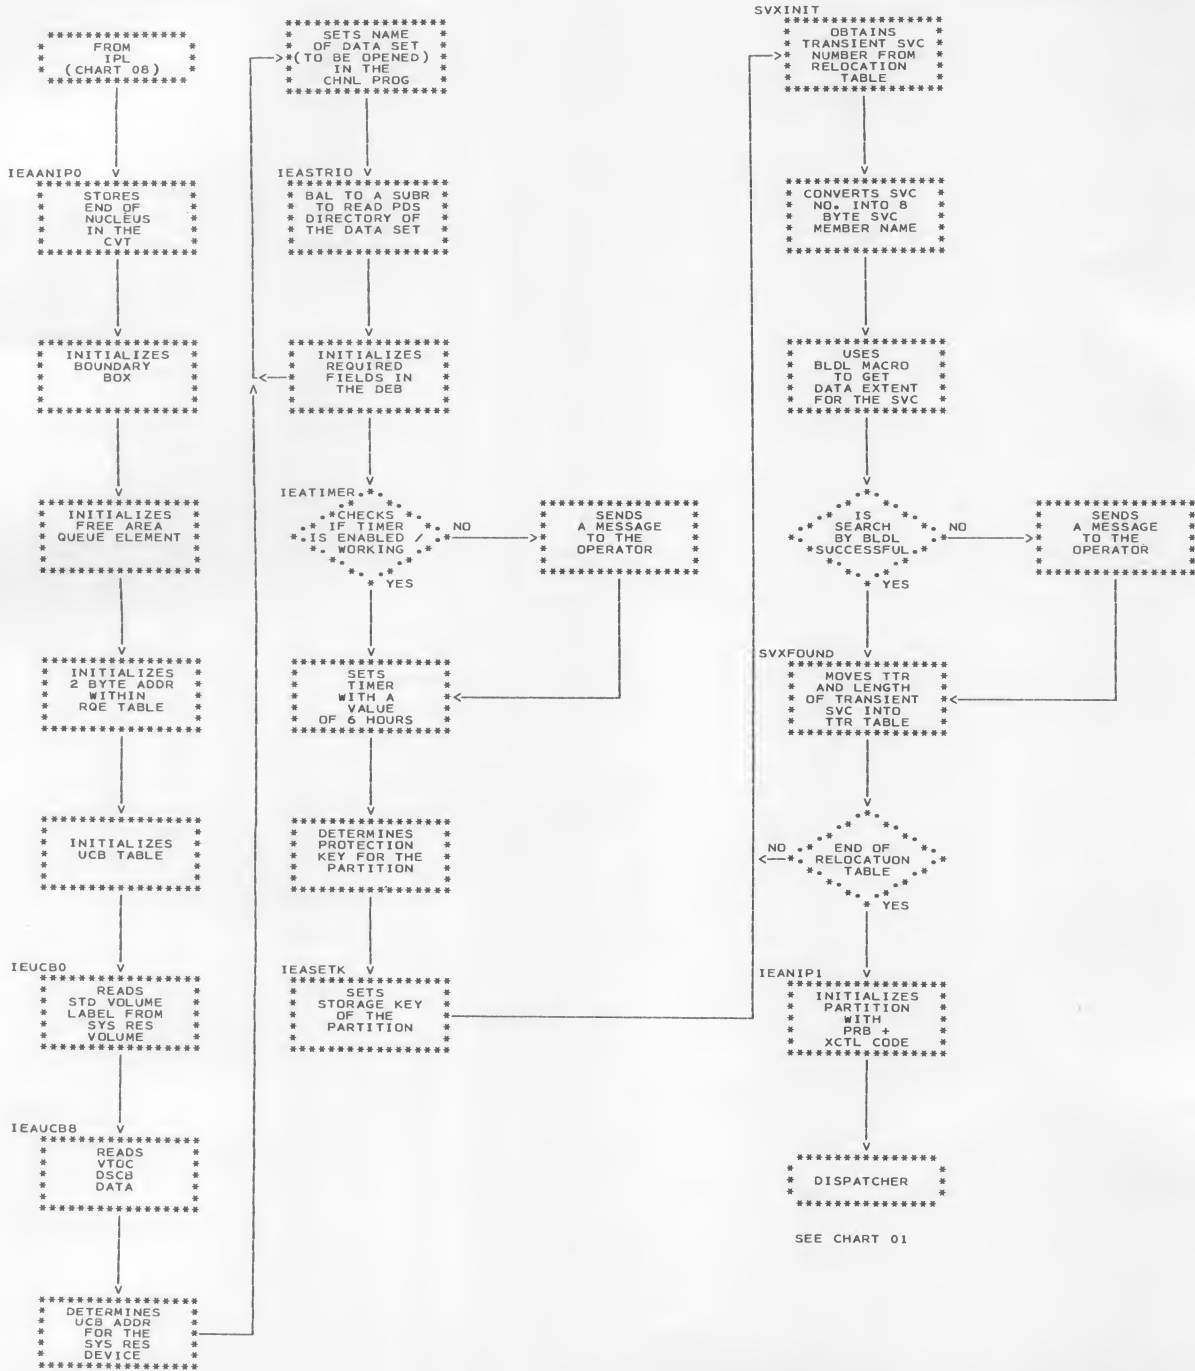 FROM
IPL
(CHART 08)
IEAANIP0
STORES
END OF
NUCLEUS
IN THE
CVT
INITIALIZES
BOUNDARY
BOX
INITIALIZES
FREE AREA
QUEUE ELEMENT
INITIALIZES
2 BYTE ADDR
WITHIN
RQE TABLE
INITIALIZES
UCB TABLE
IEUCB0
READS
STD VOLUME
LABEL FROM
SYS RES
VOLUME
IEAUCB8
READS
VTOC
DSCB
DATA
DETERMINES
UCB ADDR
FOR THE
SYS RES
DEVICE
SETS NAME
OF DATA SET
(TO BE OPENED)
IN THE
CHNL PROG
IEASTRIO
BAL TO A SUBR
TO READ PDS
DIRECTORY OF
THE DATA SET
INITIALIZES
REQUIRED
FIELDS IN
THE DEB
IEATIMER
CHECKS
IF TIMER
IS ENABLED /
WORKING
NO
YES
SENDS
A MESSAGE
TO THE
OPERATOR
SETS
TIMER
WITH A
VALUE
OF 6 HOURS
DETERMINES
PROTECTION
KEY FOR THE
PARTITION
IEASETK
SETS
STORAGE KEY
OF THE
PARTITION
SVXINIT
OBTAINS
TRANSIENT SVC
NUMBER FROM
RELOCATION
TABLE
CONVERTS SVC
NO. INTO 8
BYTE SVC
MEMBER NAME
USES
BLDL MACRO
TO GET
DATA EXTENT
FOR THE SVC
IS
SEARCH
BY BLDL
SUCCESSFUL
NO
YES
SENDS
A MESSAGE
TO THE
OPERATOR
SVXFOUND
MOVES TTR
AND LENGTH
OF TRANSIENT
SVC INTO
TTR TABLE
END OF
RELOCATUON
TABLE
NO
YES
IEANIP1
INITIALIZES
PARTITION
WITH
PRB +
XCTL CODE
DISPATCHER
SEE CHART 01